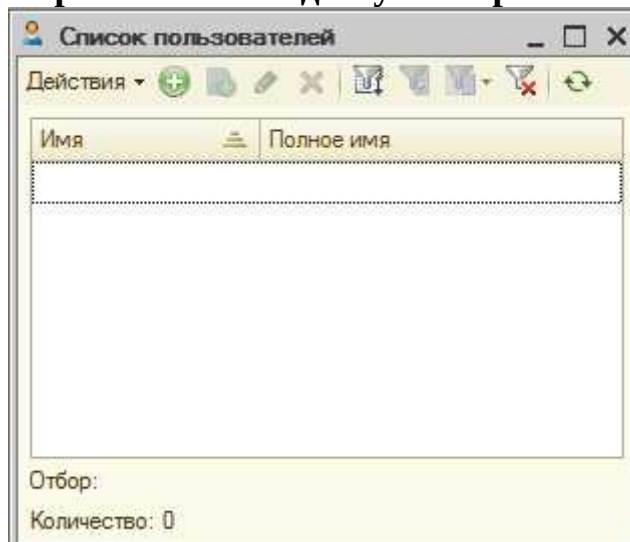 Список пользователей
Действия
Имя Полное имя
Отбор:
Количество: 0